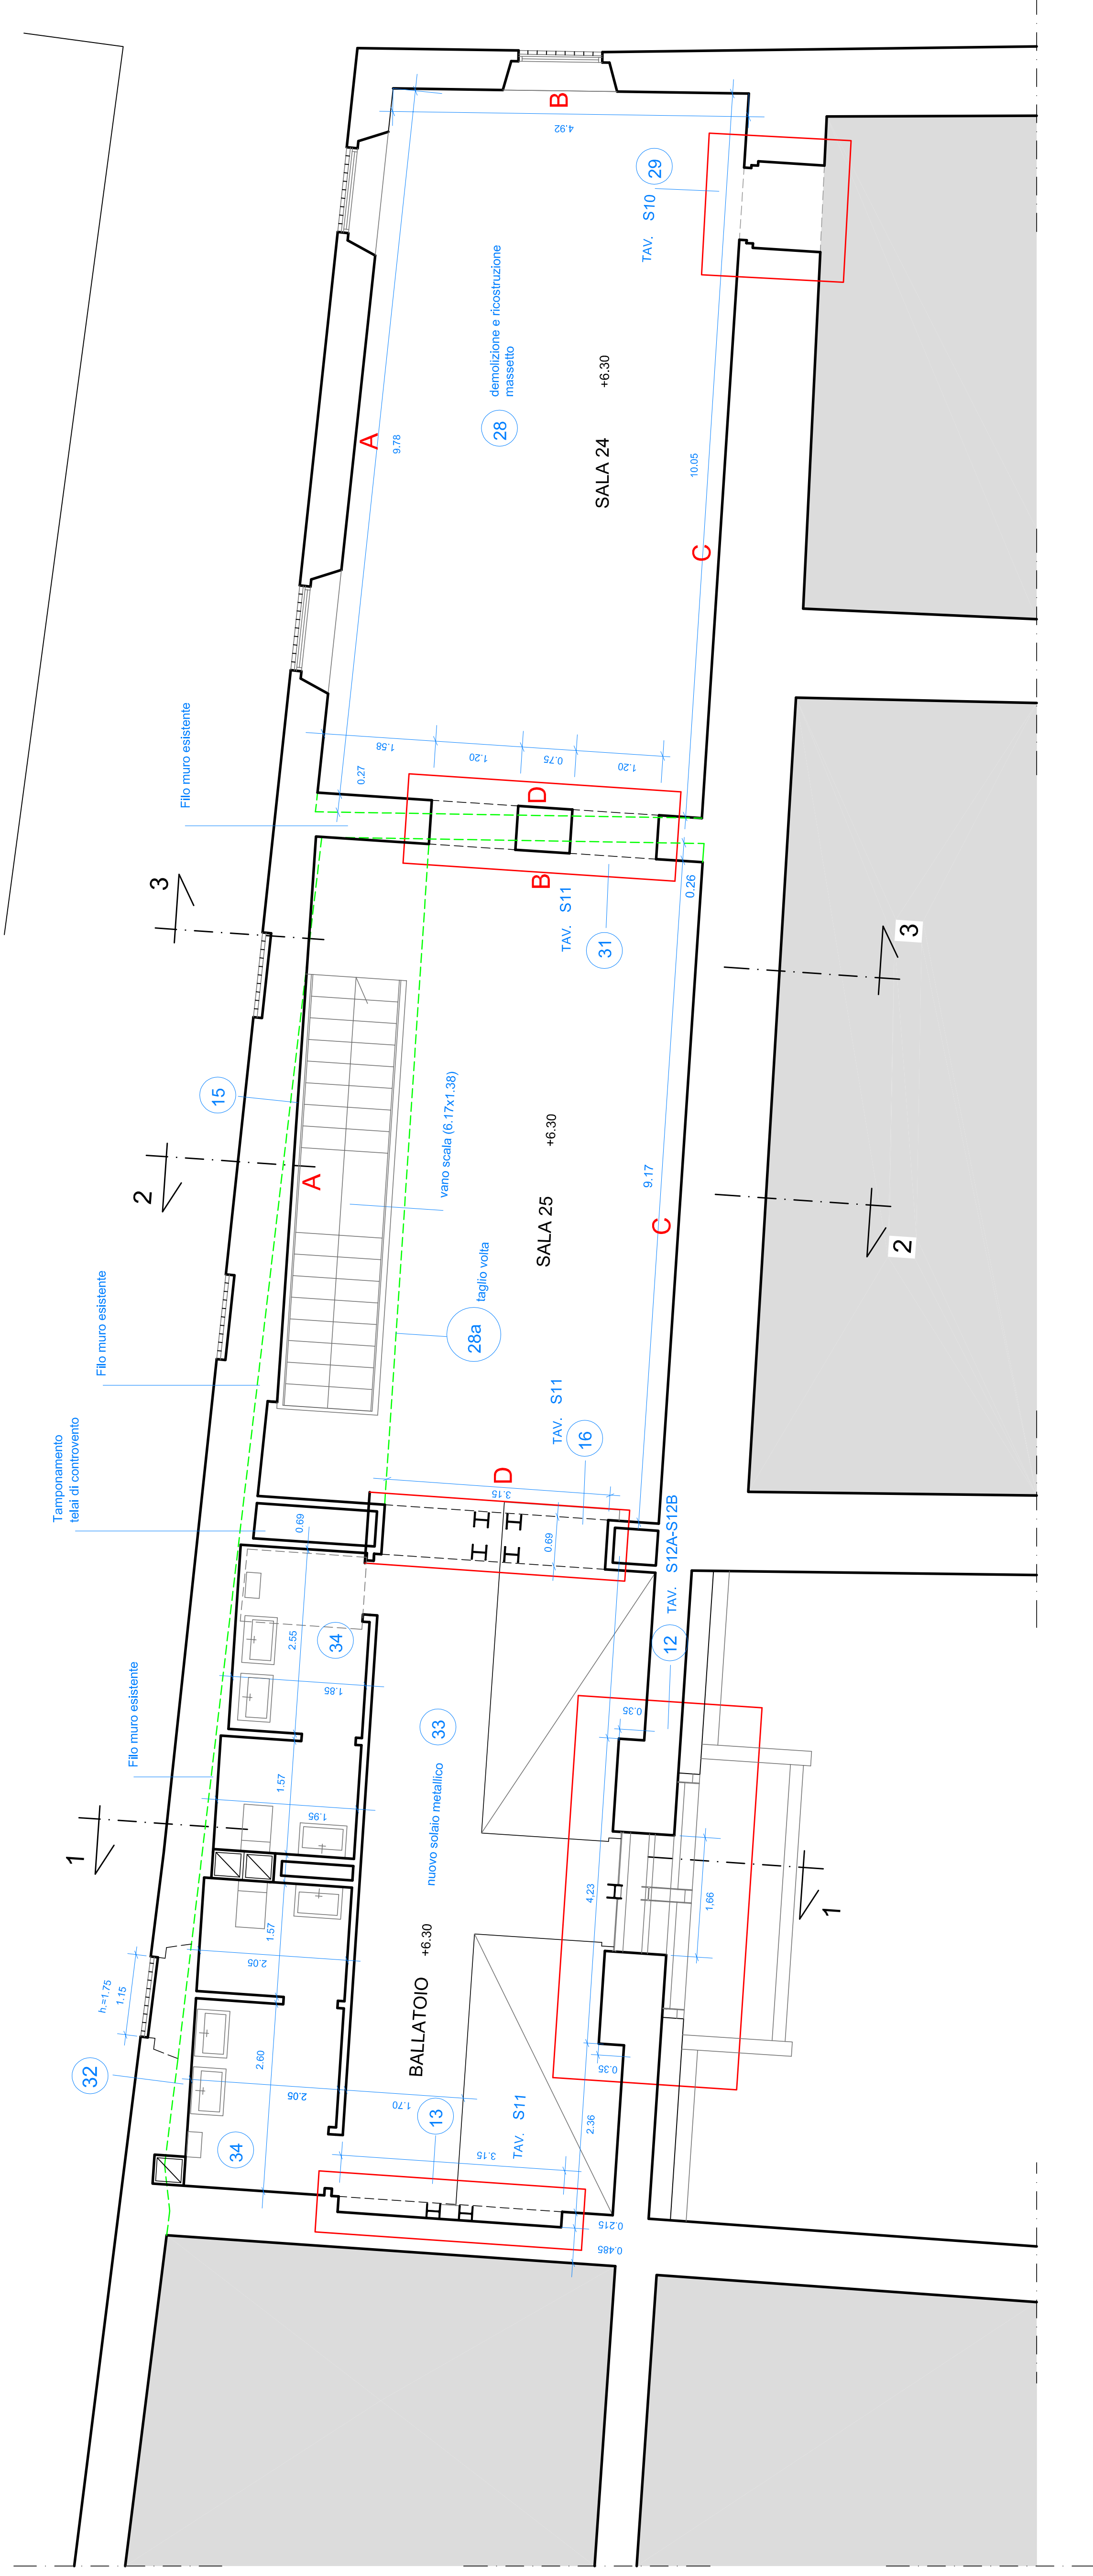 B
4.92
29
TAV. S10
demolizione e ricostruzione
massetto
28
+6.30
SALA 24
A
9.78
10.05
C
Filo muro esistente
1.58
1.20
0.75
1.20
0.27
D
B
0.26
TAV. S11
31
3
3
15
2
A
vano scala (6.17x1.38)
+6.30
SALA 25
9.17
C
2
Filo muro esistente
28a
taglio volta
TAV. S11
16
Tamponamento
telai di controvento
D
3.15
0.69
0.69
TAV. S12A-S12B
12
34
2.55
1.85
Filo muro esistente
33
nuovo solaio metallico
0.35
1.57
1.95
1
4,23
1,66
1
1.57
2.05
BALLATOIO
+6.30
h.=1.75
1.15
32
2.60
2.05
1.70
0.35
13
TAV. S11
34
3.15
2.36
0.215
0.485